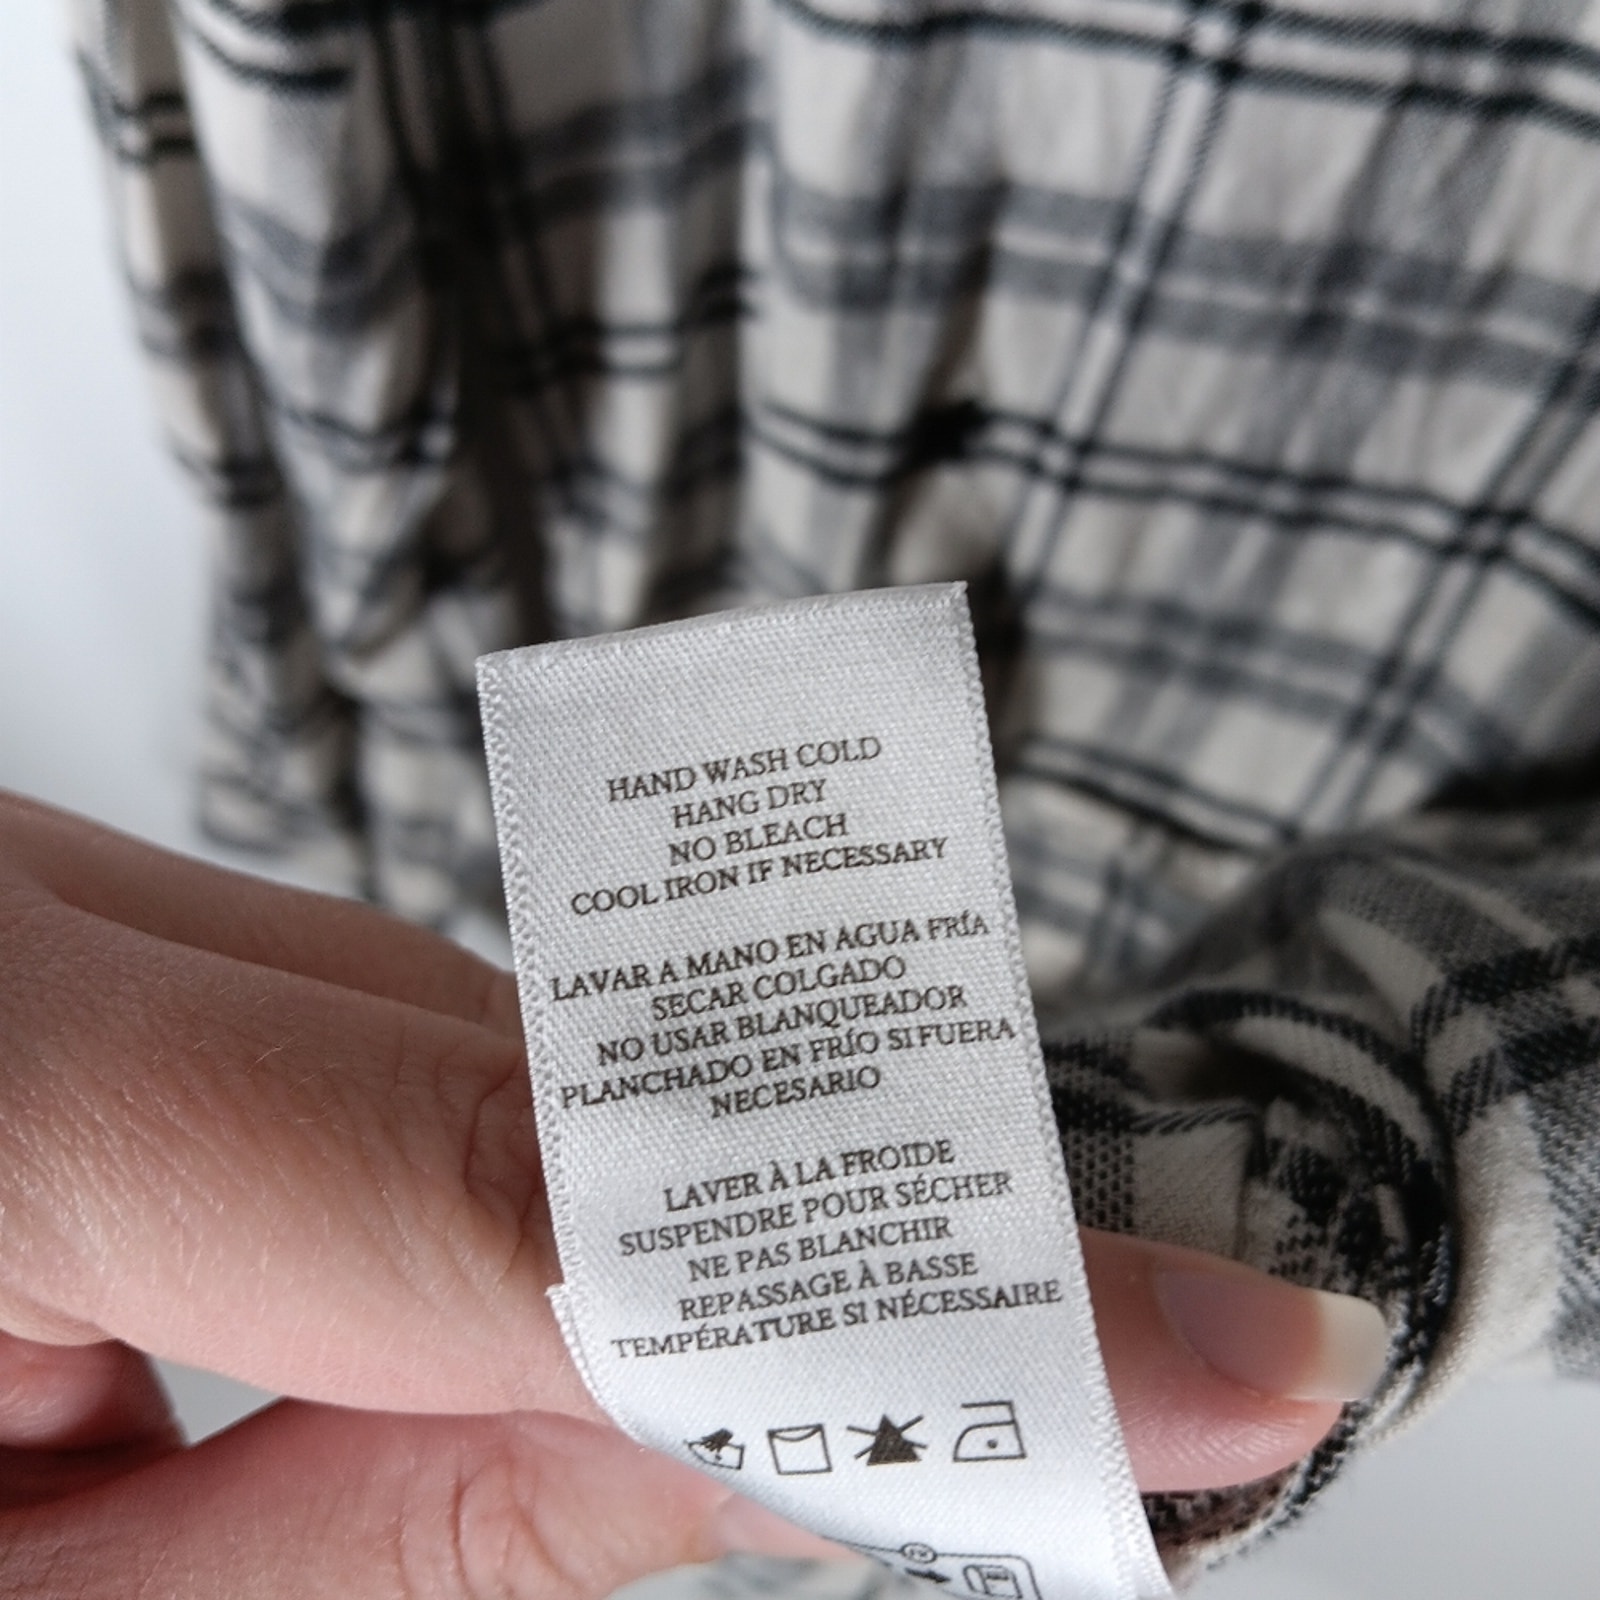 HAND WASH COLD
HANG DRY
NO BLEACH
COOL IRON IF NECESSARY
LAVAR A MANO EN AGUA FRÍA
SECAR COLGADO
NO USAR BLANQUEADOR
PLANCHADO EN FRÍO SI FUERA
NECESARIO
LAVER À LA FROIDE
SUSPENDRE POUR SÉCHER
NE PAS BLANCHIR
REPASSAGE À BASSE
TEMPÉRATURE SI NÉCESSAIRE